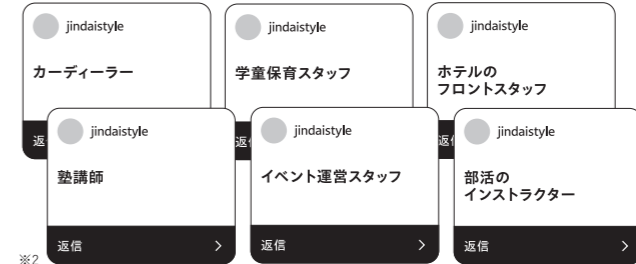 jindaistyle
カーディーラー
返
jindaistyle
学童保育スタッフ
返
jindaistyle
ホテルの
フロントスタッフ
返
jindaistyle
塾講師
返信
jindaistyle
イベント運営スタッフ
返信
jindaistyle
部活の
インストラクター
返信
※2